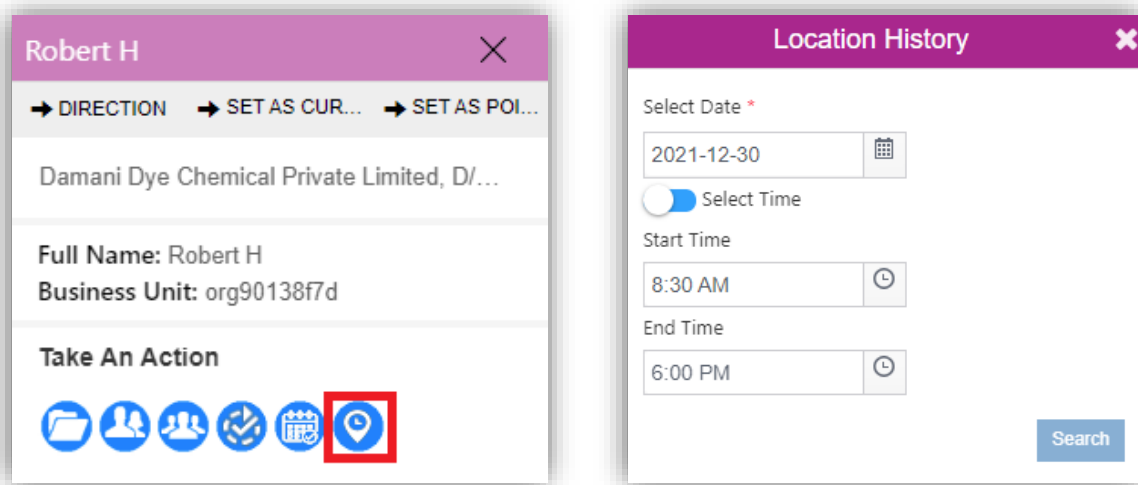 Robert H
DIRECTION SET AS CUR... SET AS POI...
Damani Dye Chemical Private Limited, D/...
Full Name: Robert H
Business Unit: org90138f7d
Take An Action
Location History
Select Date *
2021-12-30
Select Time
Start Time
8:30 AM
End Time
6:00 PM
Search